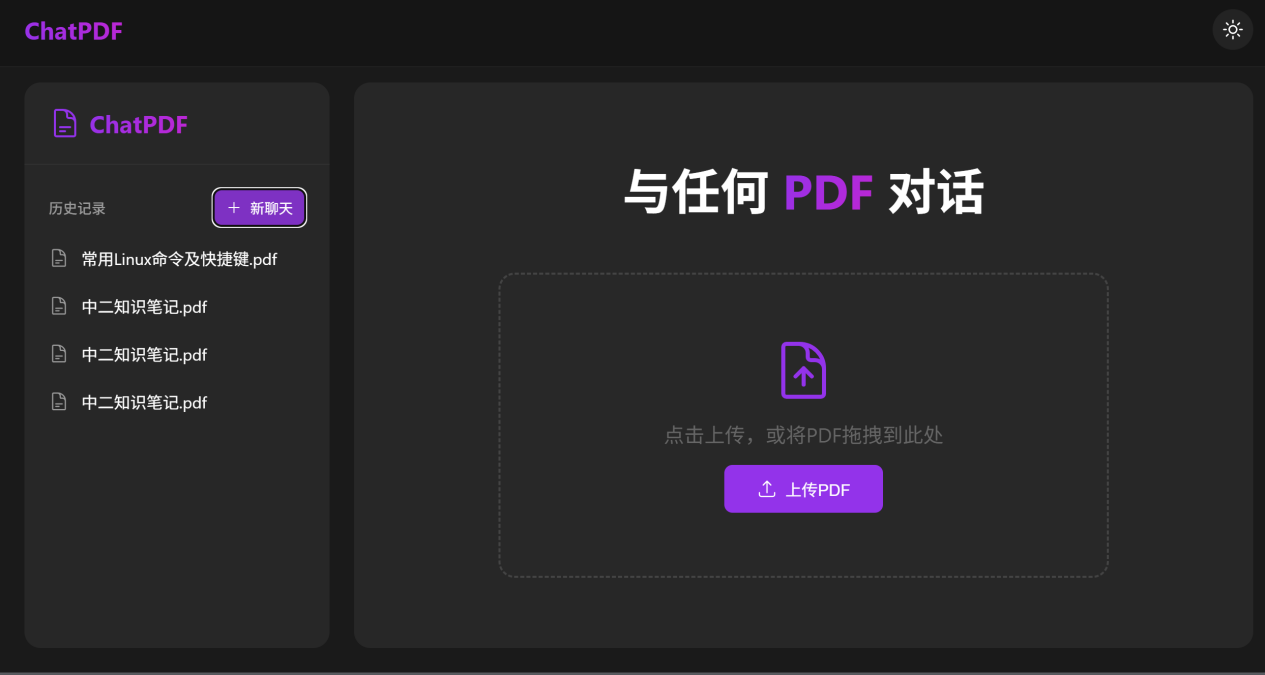 ChatPDF
ChatPDF
历史记录
新聊天
常用Linux命令及快捷键.pdf
中二知识笔记.pdf
中二知识笔记.pdf
中二知识笔记.pdf
与任何 PDF 对话
点击上传，或将PDF拖拽到此处
上传PDF